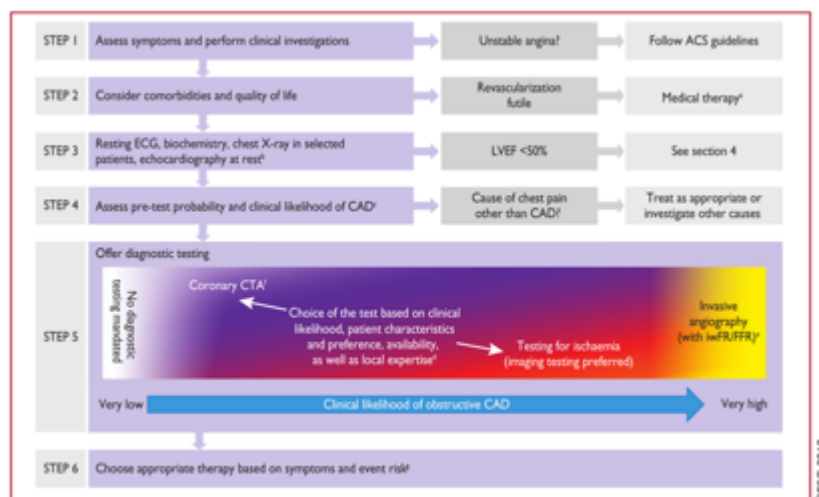 STEP 1
Assess symptoms and perform clinical investigations
Unstable angina?
Follow ACS guidelines
STEP 2
Consider comorbidities and quality of life
Revascularization
futile
Medical therapyᵃ
STEP 3
Resting ECG, biochemistry, chest X-ray in selected
patients, echocardiography at restᵇ
LVEF <50%
See section 4
STEP 4
Assess pre-test probability and clinical likelihood of CADᶜ
Cause of chest pain
other than CAD?
Treat as appropriate or
investigate other causes
STEP 5
Offer diagnostic testing
No diagnostic
testing mandated
Coronary CTAᶠ
Choice of the test based on clinical
likelihood, patient characteristics
and preference, availability,
as well as local expertiseᵈ
Testing for ischaemia
(imaging testing preferred)
Invasive
angiography
(with iwFR/FFR)ᵉ
Very low
Clinical likelihood of obstructive CAD
Very high
STEP 6
Choose appropriate therapy based on symptoms and event riskᵍ